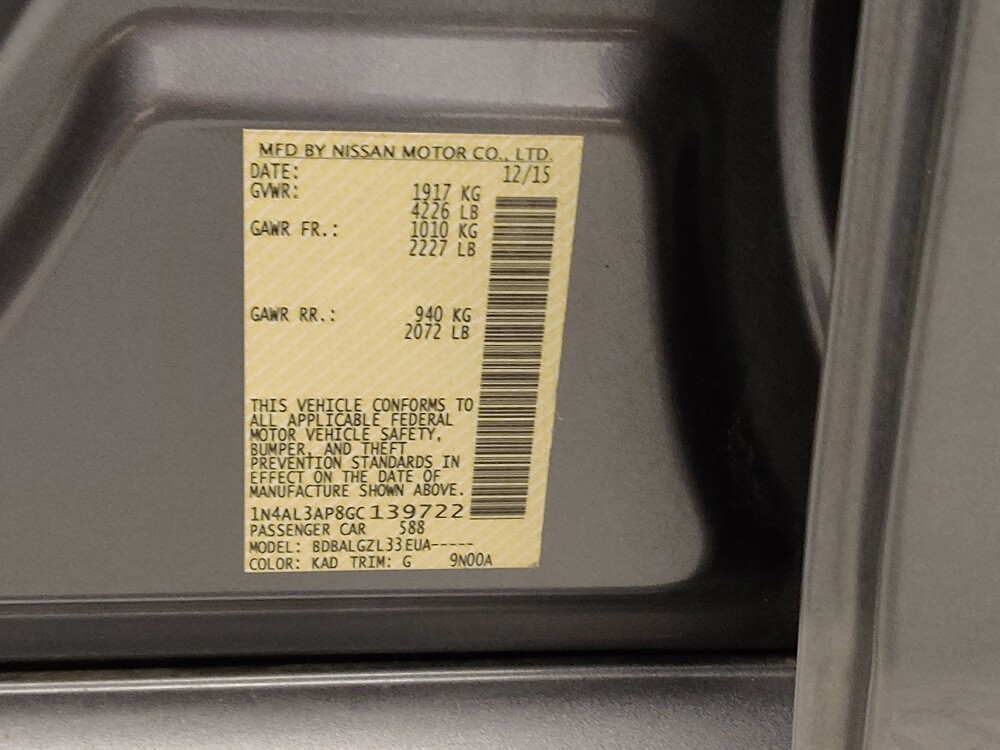 MFD BY NISSAN MOTOR CO., LTD.
DATE: 12/15
GVWR: 1917 KG
4226 LB
GAWR FR.: 1010 KG
2227 LB
GAWR RR.: 940 KG
2072 LB
THIS VEHICLE CONFORMS TO
ALL APPLICABLE FEDERAL
MOTOR VEHICLE SAFETY,
BUMPER, AND THEFT
PREVENTION STANDARDS IN
EFFECT ON THE DATE OF
MANUFACTURE SHOWN ABOVE.
1N4AL3AP8GC139722
PASSENGER CAR 588
MODEL: BDBALGZL33EUA-----
COLOR: KAD TRIM: G 9N00A